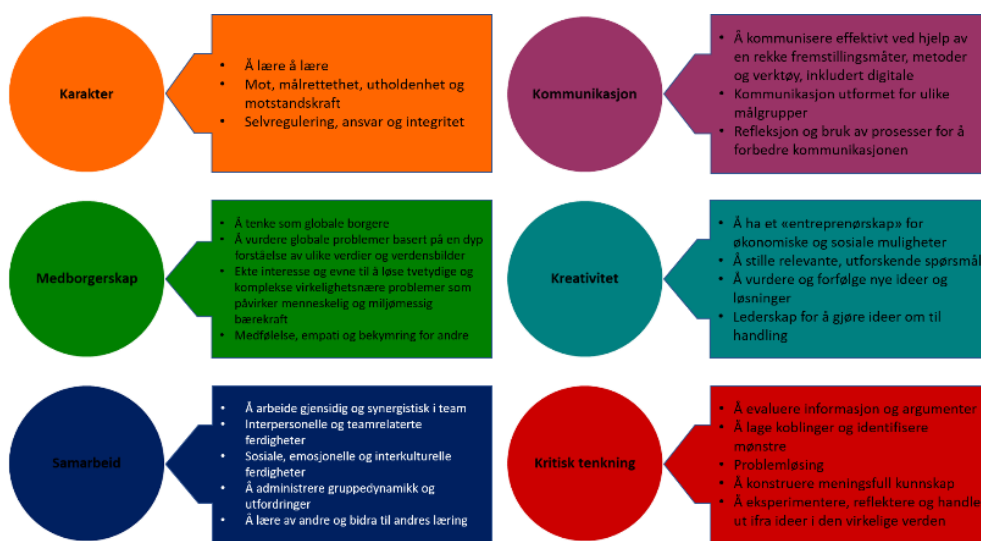 Karakter
• Å lære å lære
• Mot, målrettethet, utholdenhet og
motstandskraft
• Selvregulering, ansvar og integritet
Kommunikasjon
• Å kommunisere effektivt ved hjelp av
en rekke fremstillingsmåter, metoder
og verktøy, inkludert digitale
• Kommunikasjon utformet for ulike
målgrupper
• Refleksjon og bruk av prosesser for å
forbedre kommunikasjonen
Medborgerskap
• Å tenke som globale borgere
• Å vurdere globale problemer basert på en dyp
forståelse av ulike verdier og verdensbilder
• Ekte interesse og evne til å løse tvetydige og
komplekse virkelighetsnære problemer som
påvirker menneskelig og miljømessig
bærekraft
• Medfølelse, empati og bekymring for andre
Kreativitet
• Å ha et «entreprenørskap» for
økonomiske og sosiale muligheter
• Å stille relevante, utforskende spørsmål
• Å vurdere og forfølge nye ideer og
løsninger
• Lederskap for å gjøre ideer om til
handling
Samarbeid
• Å arbeide gjensidig og synergistisk i team
• Interpersonelle og teamrelaterte
ferdigheter
• Sosiale, emosjonelle og interkulturelle
ferdigheter
• Å administrere gruppedynamikk og
utfordringer
• Å lære av andre og bidra til andres læring
Kritisk tenkning
• Å evaluere informasjon og argumenter
• Å lage koblinger og identifisere
mønstre
• Problemløsing
• Å konstruere meningsfull kunnskap
• Å eksperimentere, reflektere og handle
ut ifra ideer i den virkelige verden